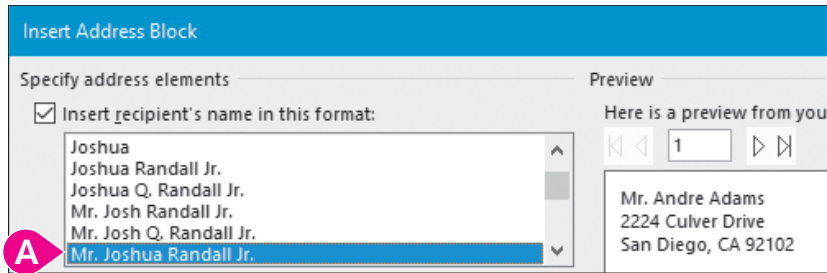 Insert Address Block
Specify address elements
Insert recipient's name in this format:
Joshua
Joshua Randall Jr.
Joshua Q. Randall Jr.
Mr. Josh Randall Jr.
Mr. Josh Q. Randall Jr.
Mr. Joshua Randall Jr.
A
Preview
Here is a preview from you
1
Mr. Andre Adams
2224 Culver Drive
San Diego, CA 92102